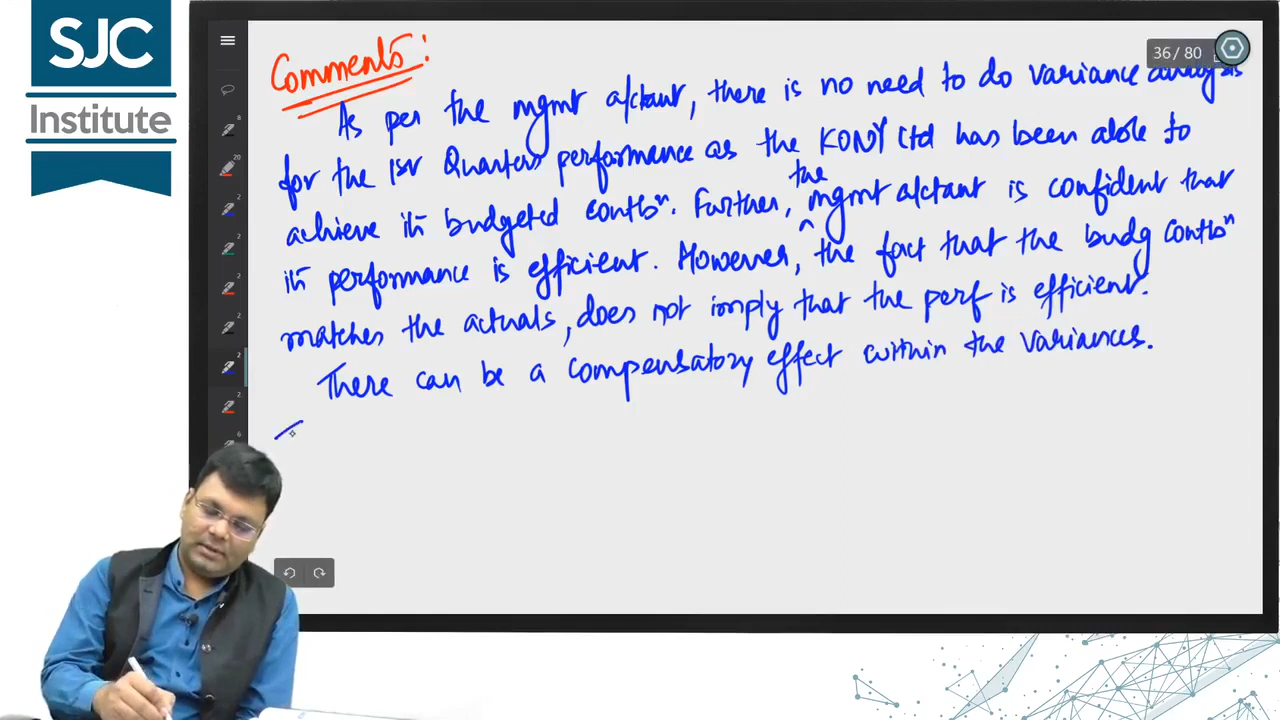 SJC
Institute
36 / 80
Comments :
As per the mgmt a/ctant, there is no need to do variance analysis
for the 1st Quarters performance as the KONY Ltd has been able to
achieve its budgeted contbⁿ. Further, the mgmt a/ctant is confident that
its performance is efficient. However, the fact that the budg contbⁿ
matches the actuals, does not imply that the perf is efficient.
There can be a compensatory effect within the variances.